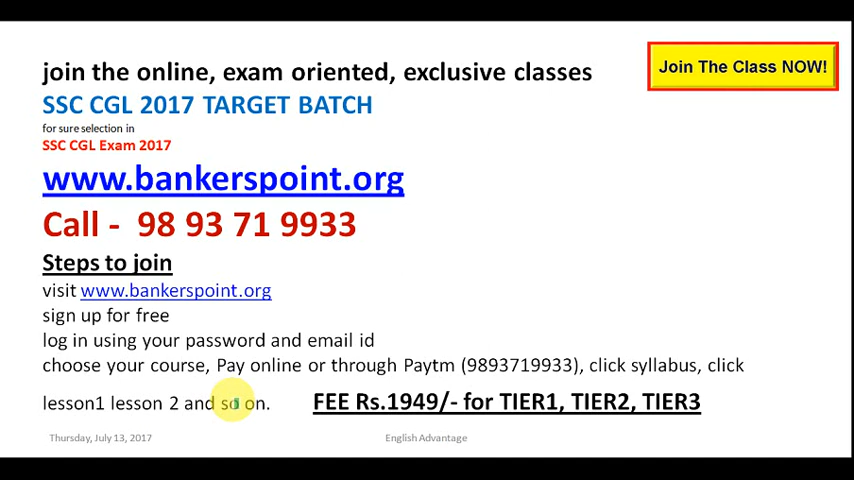 join the online, exam oriented, exclusive classes
Join The Class NOW!
SSC CGL 2017 TARGET BATCH
for sure selection in
SSC CGL Exam 2017
www.bankerspoint.org
Call - 98 93 71 9933
Steps to join
visit www.bankerspoint.org
sign up for free
log in using your password and email id
choose your course, Pay online or through Paytm (9893719933), click syllabus, click
lesson1 lesson 2 and so on. FEE Rs.1949/- for TIER1, TIER2, TIER3
Thursday, July 13, 2017 English Advantage